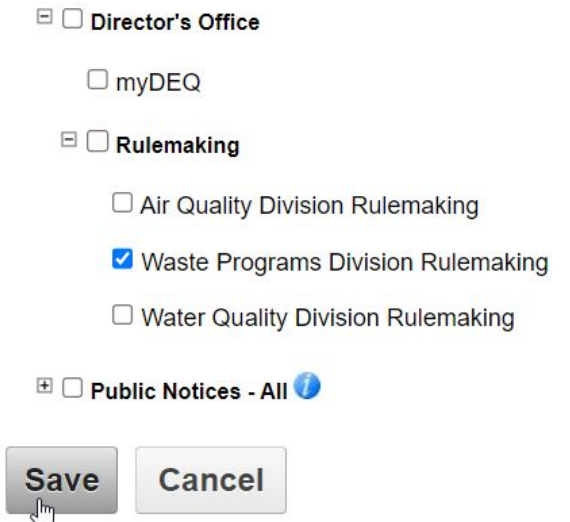 Director's Office
myDEQ
Rulemaking
Air Quality Division Rulemaking
Waste Programs Division Rulemaking
Water Quality Division Rulemaking
Public Notices - All i
Save Cancel